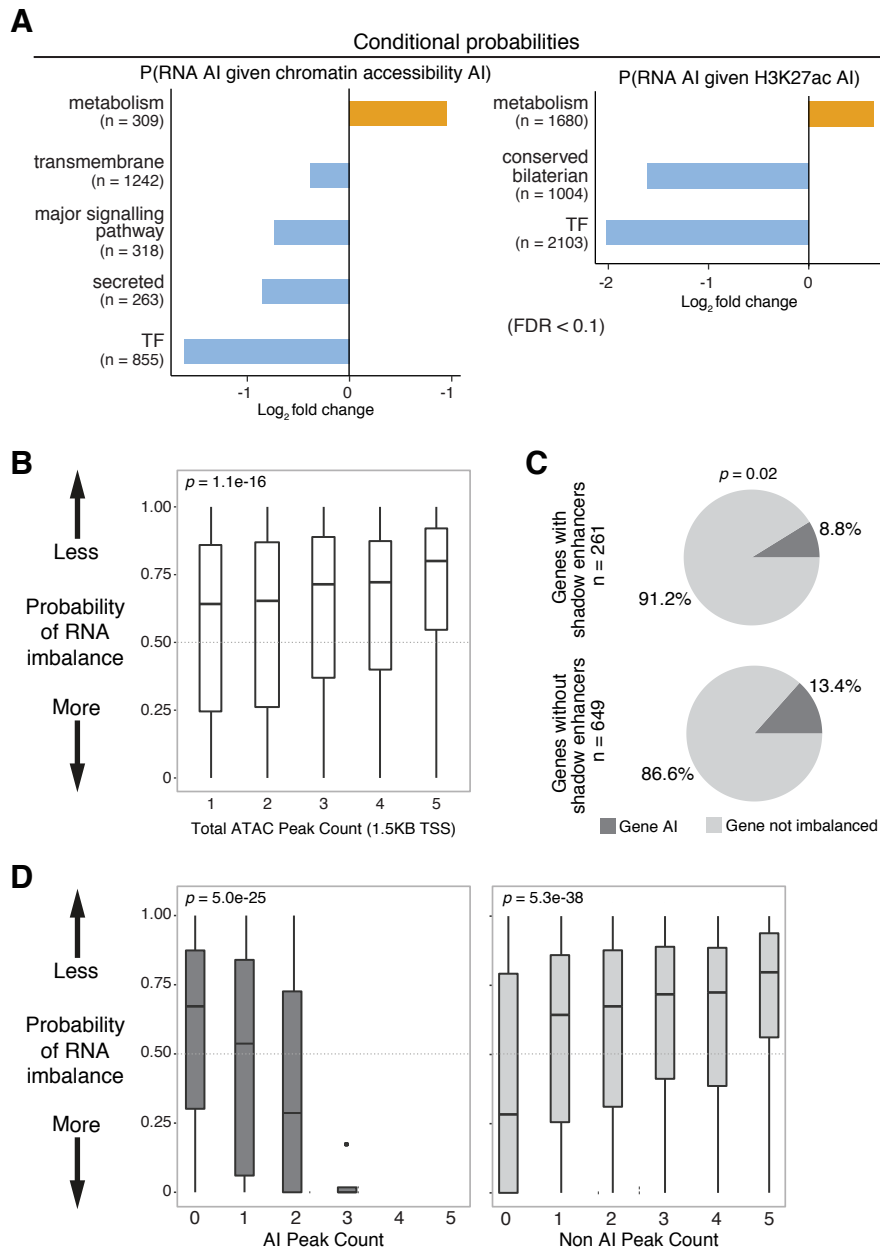 A
Conditional probabilities
P(RNA AI given chromatin accessibility AI)
metabolism
(n = 309)
transmembrane
(n = 1242)
major signalling
pathway
(n = 318)
secreted
(n = 263)
TF
(n = 855)
-1
0
-1
Log2 fold change
P(RNA AI given H3K27ac AI)
metabolism
(n = 1680)
conserved
bilaterian
(n = 1004)
TF
(n = 2103)
-2
-1
0
Log2 fold change
(FDR < 0.1)
B
Less
Probability
of RNA
imbalance
More
p = 1.1e-16
1.00
0.75
0.50
0.25
0
1
2
3
4
5
Total ATAC Peak Count (1.5KB TSS)
C
p = 0.02
Genes with
shadow enhancers
n = 261
8.8%
91.2%
Genes without
shadow enhancers
n = 649
13.4%
86.6%
Gene AI
Gene not imbalanced
D
Less
Probability
of RNA
imbalance
More
p = 5.0e-25
1.00
0.75
0.50
0.25
0
0
1
2
3
4
5
AI Peak Count
p = 5.3e-38
0
1
2
3
4
5
Non AI Peak Count